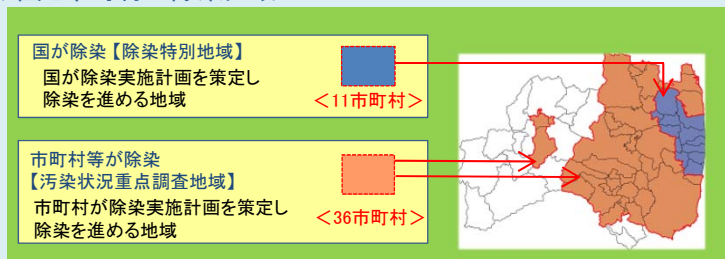 国が除染【除染特別地域】
国が除染実施計画を策定し
除染を進める地域
＜11市町村＞
市町村等が除染
【汚染状況重点調査地域】
市町村が除染実施計画を策定し
除染を進める地域
＜36市町村＞